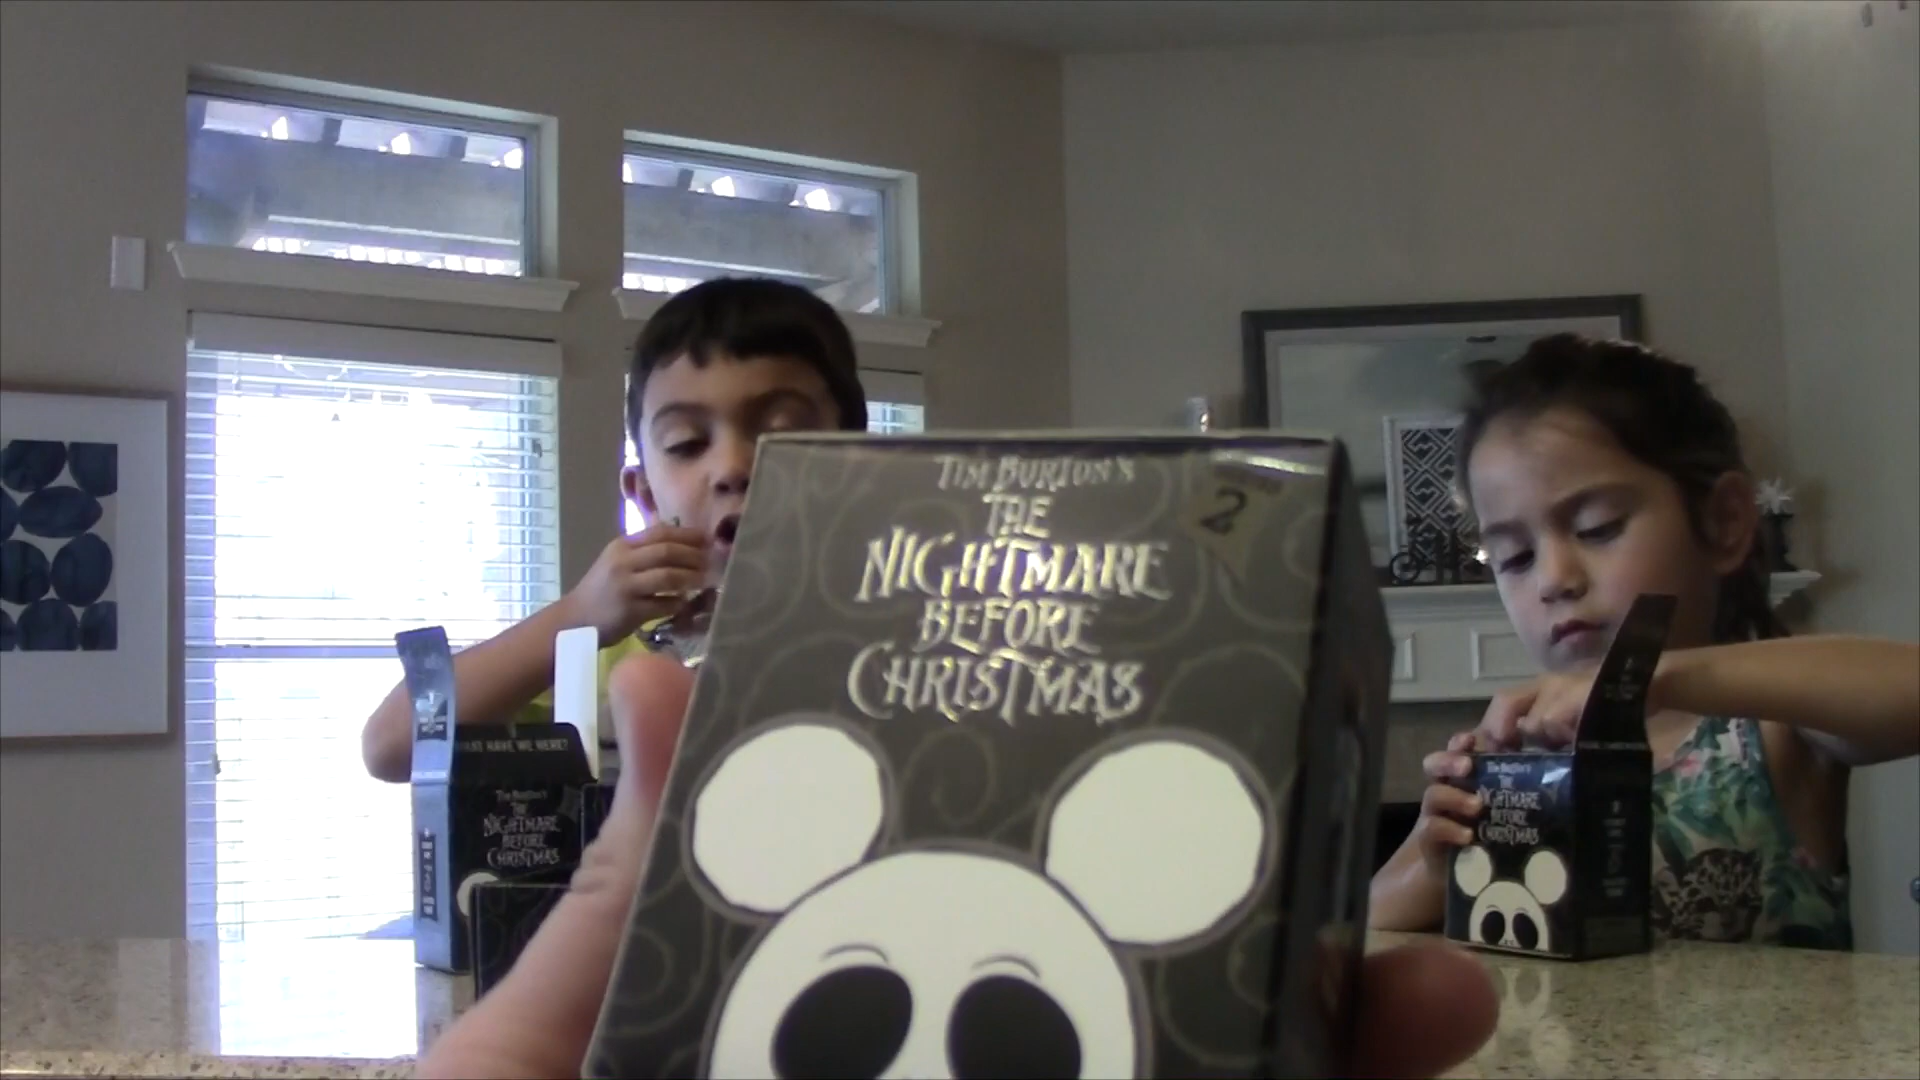 TIM BURTON'S
THE
NIGHTMARE
BEFORE
CHRISTMAS
SERIES
2
WHAT HAVE WE HERE?
TIM BURTON'S
THE
NIGHTMARE
BEFORE
CHRISTMAS
TIM BURTON'S
THE
NIGHTMARE
BEFORE
CHRISTMAS